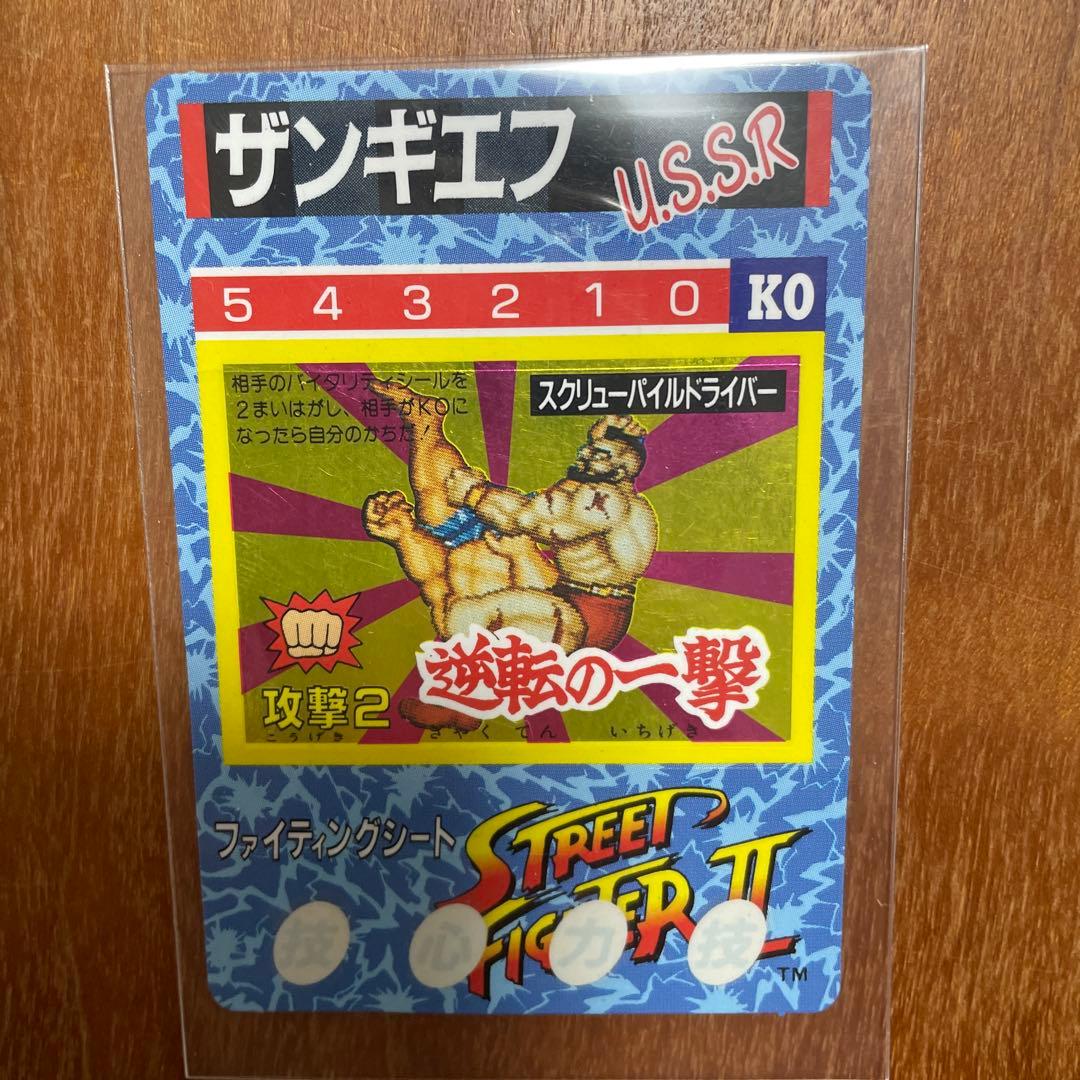 ザンギエフ
U.S.S.R
5 4 3 2 1 0 KO
相手のバイタリティシールを
2まいはがし、相手がKOに
なったら自分のかちだ!
スクリューパイルドライバー
逆転の一撃
攻撃2
こうげき ぎゃくてん いちげき
ファイティングシート
STREET
FIGHTER II
技 心 力 技
TM